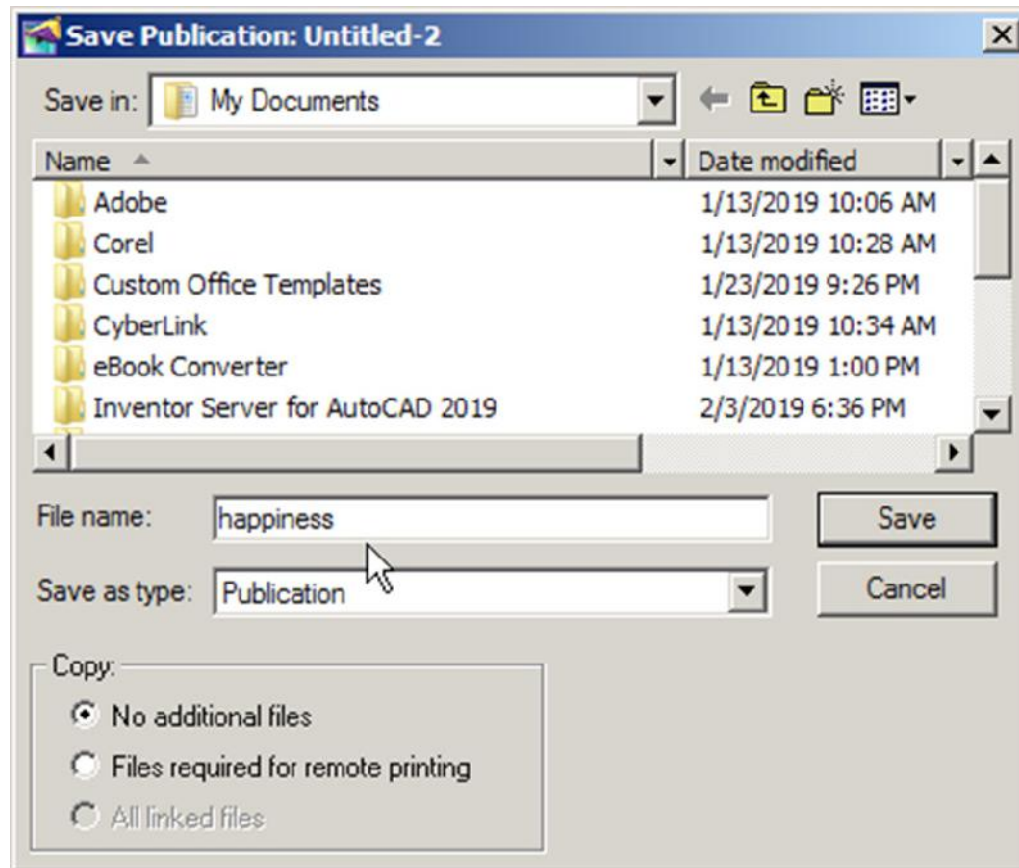 Save Publication: Untitled-2
Save in: My Documents
Name Date modified
Adobe 1/13/2019 10:06 AM
Corel 1/13/2019 10:28 AM
Custom Office Templates 1/23/2019 9:26 PM
CyberLink 1/13/2019 10:34 AM
eBook Converter 1/13/2019 1:00 PM
Inventor Server for AutoCAD 2019 2/3/2019 6:36 PM
File name: happiness Save
Save as type: Publication Cancel
Copy:
No additional files
Files required for remote printing
All linked files